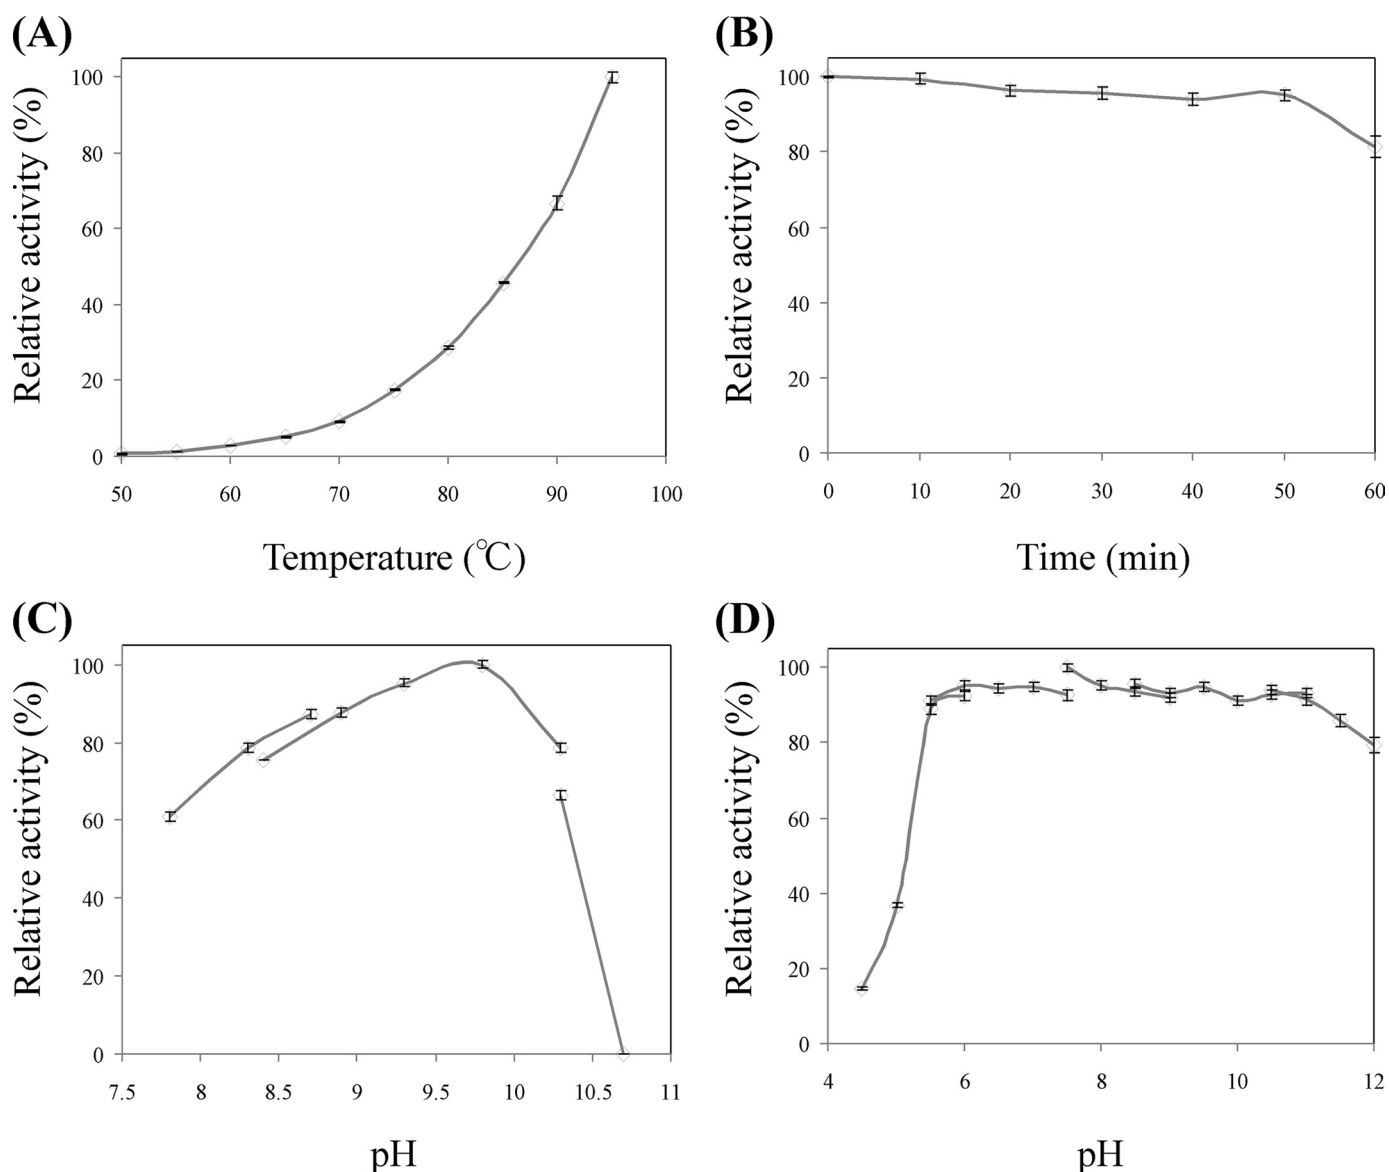 (A)
Relative activity (%)
100
80
60
40
20
0
50 60 70 80 90 100
Temperature (℃)
(B)
Relative activity (%)
100
80
60
40
20
0
0 10 20 30 40 50 60
Time (min)
(C)
Relative activity (%)
100
80
60
40
20
0
7.5 8 8.5 9 9.5 10 10.5 11
pH
(D)
Relative activity (%)
100
80
60
40
20
0
4 6 8 10 12
pH